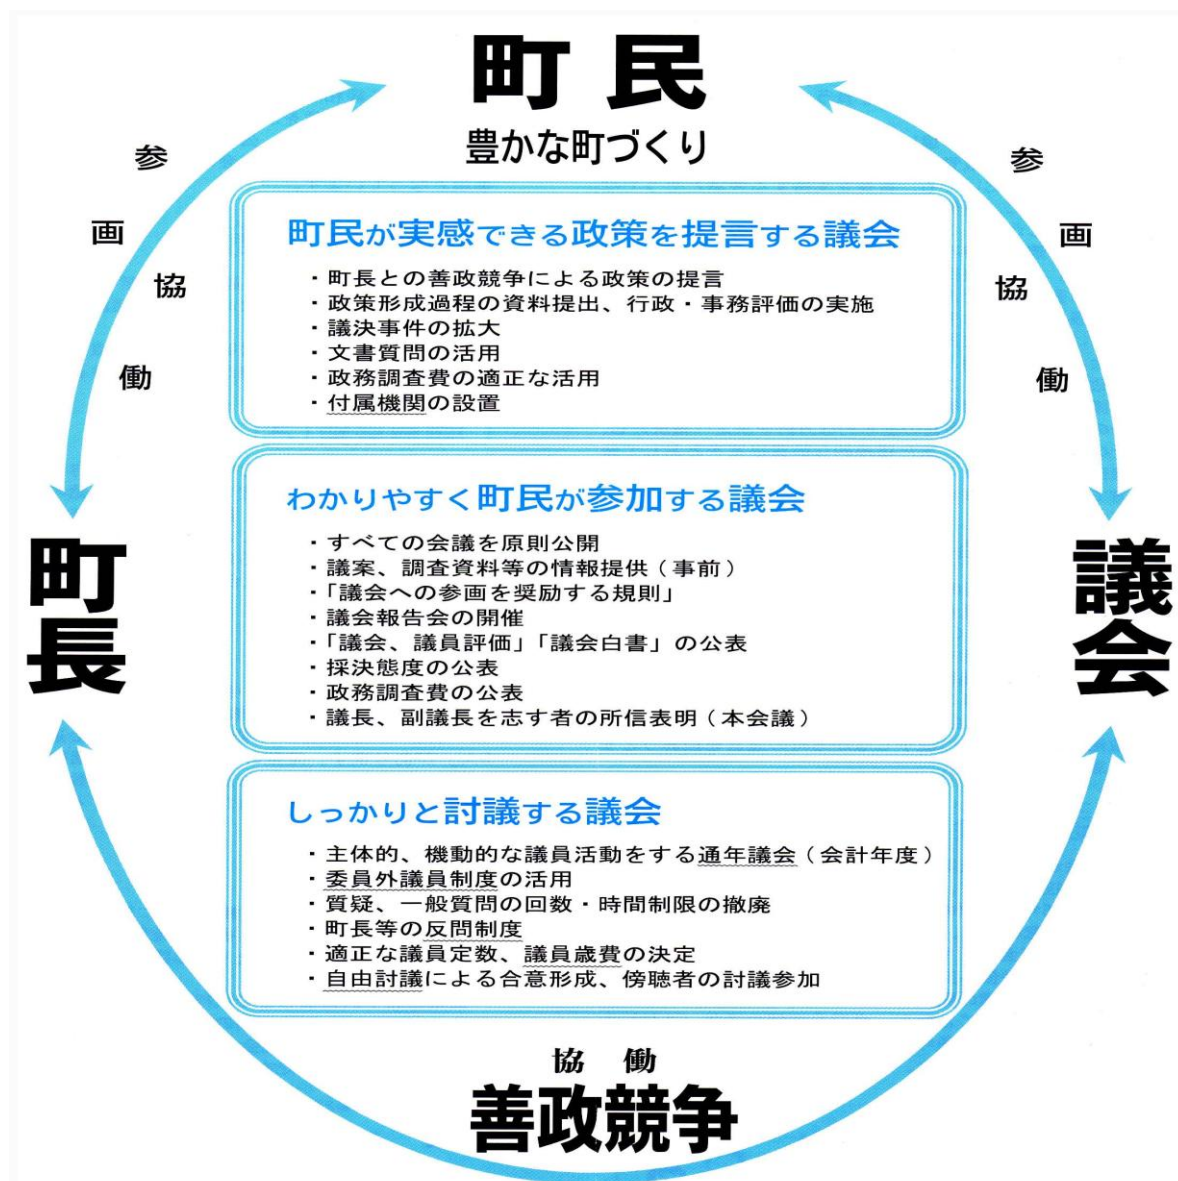 町民
豊かな町づくり
参画
協働
参画
協働
町民が実感できる政策を提言する議会
・町長との善政競争による政策の提言
・政策形成過程の資料提出、行政・事務評価の実施
・議決事件の拡大
・文書質問の活用
・政務調査費の適正な活用
・付属機関の設置
わかりやすく町民が参加する議会
・すべての会議を原則公開
・議案、調査資料等の情報提供（事前）
・「議会への参画を奨励する規則」
・議会報告会の開催
・「議会、議員評価」「議会白書」の公表
・採決態度の公表
・政務調査費の公表
・議長、副議長を志す者の所信表明（本会議）
町長
議会
しっかりと討議する議会
・主体的、機動的な議員活動をする通年議会（会計年度）
・委員外議員制度の活用
・質疑、一般質問の回数・時間制限の撤廃
・町長等の反問制度
・適正な議員定数、議員歳費の決定
・自由討議による合意形成、傍聴者の討議参加
協働
善政競争